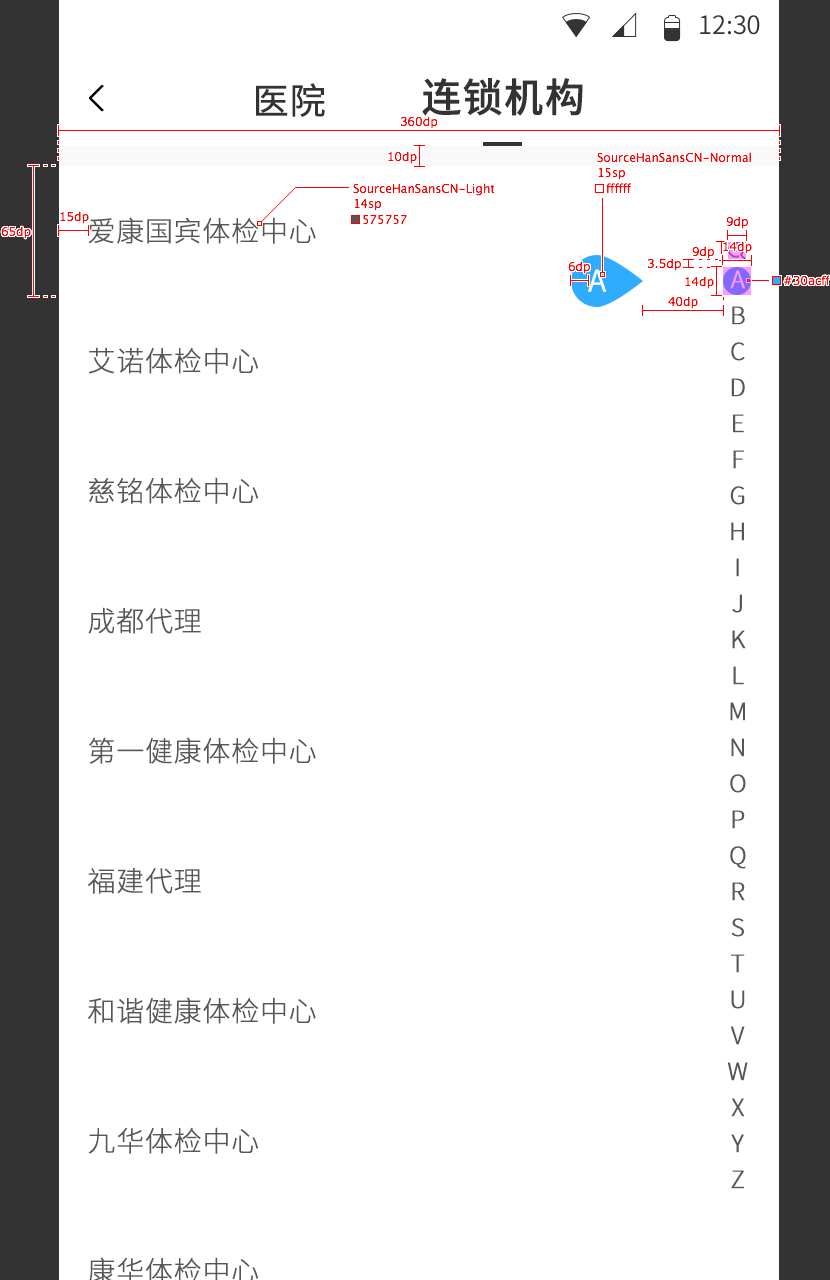 12:30
医院
连锁机构
360dp
10dp
SourceHanSansCN-Normal
15sp
ffffff
SourceHanSansCN-Light
14sp
575757
65dp
15dp
爱康国宾体检中心
9dp
9dp
14dp
3.5dp
6dp
A
14dp
A
#30acff
40dp
B
艾诺体检中心
C
D
E
F
慈铭体检中心
G
H
I
J
成都代理
K
L
M
N
第一健康体检中心
O
P
Q
福建代理
R
S
T
U
和谐健康体检中心
V
W
X
Y
九华体检中心
Z
康华体检中心